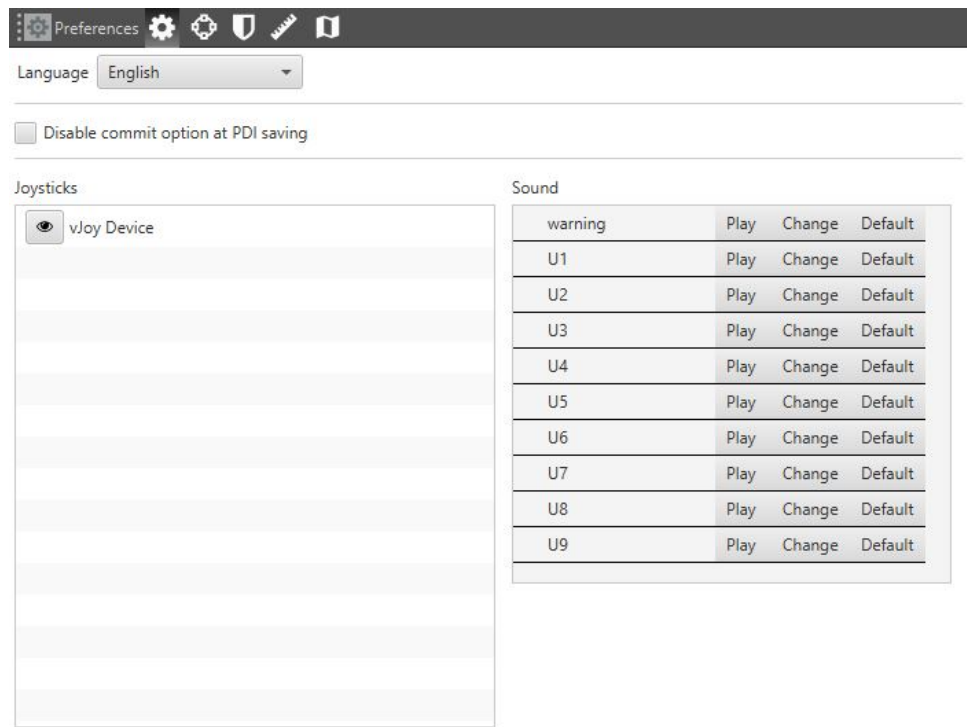 Preferences
Language English
Disable commit option at PDI saving
Joysticks
vJoy Device
Sound
warning Play Change Default
U1 Play Change Default
U2 Play Change Default
U3 Play Change Default
U4 Play Change Default
U5 Play Change Default
U6 Play Change Default
U7 Play Change Default
U8 Play Change Default
U9 Play Change Default